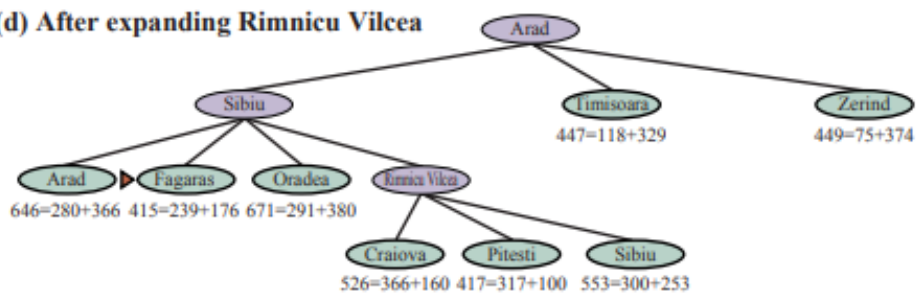 (d) After expanding Rimnicu Vilcea
Arad
Sibiu
Timisoara
Zerind
447=118+329
449=75+374
Arad
Fagaras
Oradea
Rimnicu Vilcea
646=280+366
415=239+176
671=291+380
Craiova
Pitesti
Sibiu
526=366+160
417=317+100
553=300+253